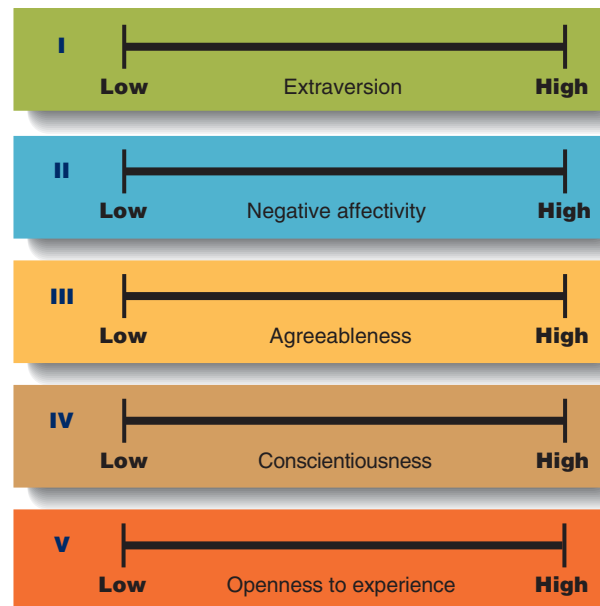 I
Low Extraversion High
II
Low Negative affectivity High
III
Low Agreeableness High
IV
Low Conscientiousness High
V
Low Openness to experience High